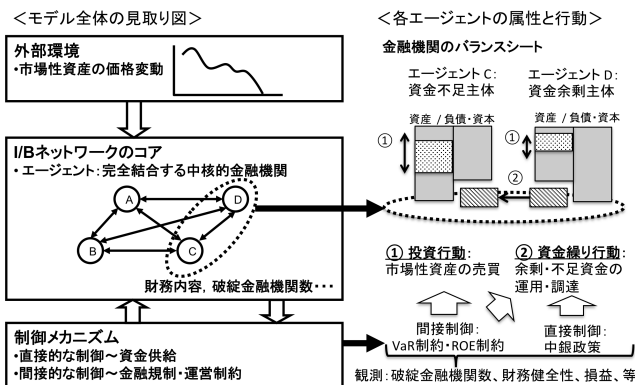 ＜モデル全体の見取り図＞
外部環境
・市場性資産の価格変動
I/Bネットワークのコア
・エージェント：完全結合する中核的金融機関
A
D
B
C
財務内容，破綻金融機関数・・・
制御メカニズム
・直接的な制御～資金供給
・間接的な制御～金融規制・運営制約
＜各エージェントの属性と行動＞
金融機関のバランスシート
エージェントC：
資金不足主体
エージェントD：
資金余剰主体
資産 / 負債・資本
資産 / 負債・資本
①
①
②
① 投資行動：
市場性資産の売買
② 資金繰り行動：
余剰・不足資金の
運用・調達
間接制御：
VaR制約・ROE制約
直接制御：
中銀政策
観測：破綻金融機関数、財務健全性、損益、等